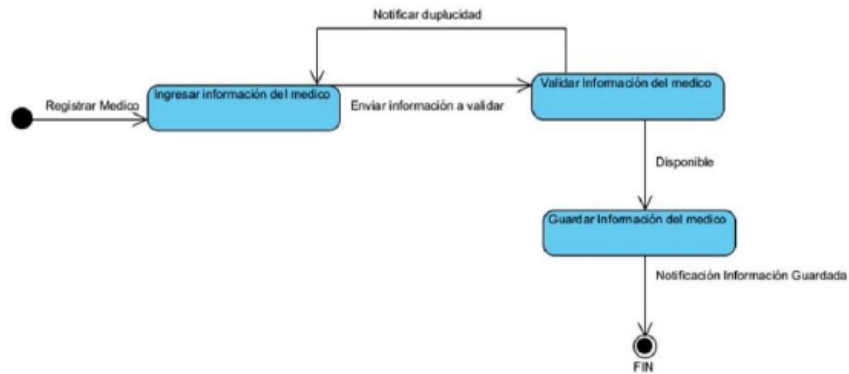 Notificar duplucidad
Registrar Medico
Ingresar información del medico
Enviar información a validar
Validar Información del medico
Disponible
Guardar Información del medico
Notificación Información Guardada
FIN